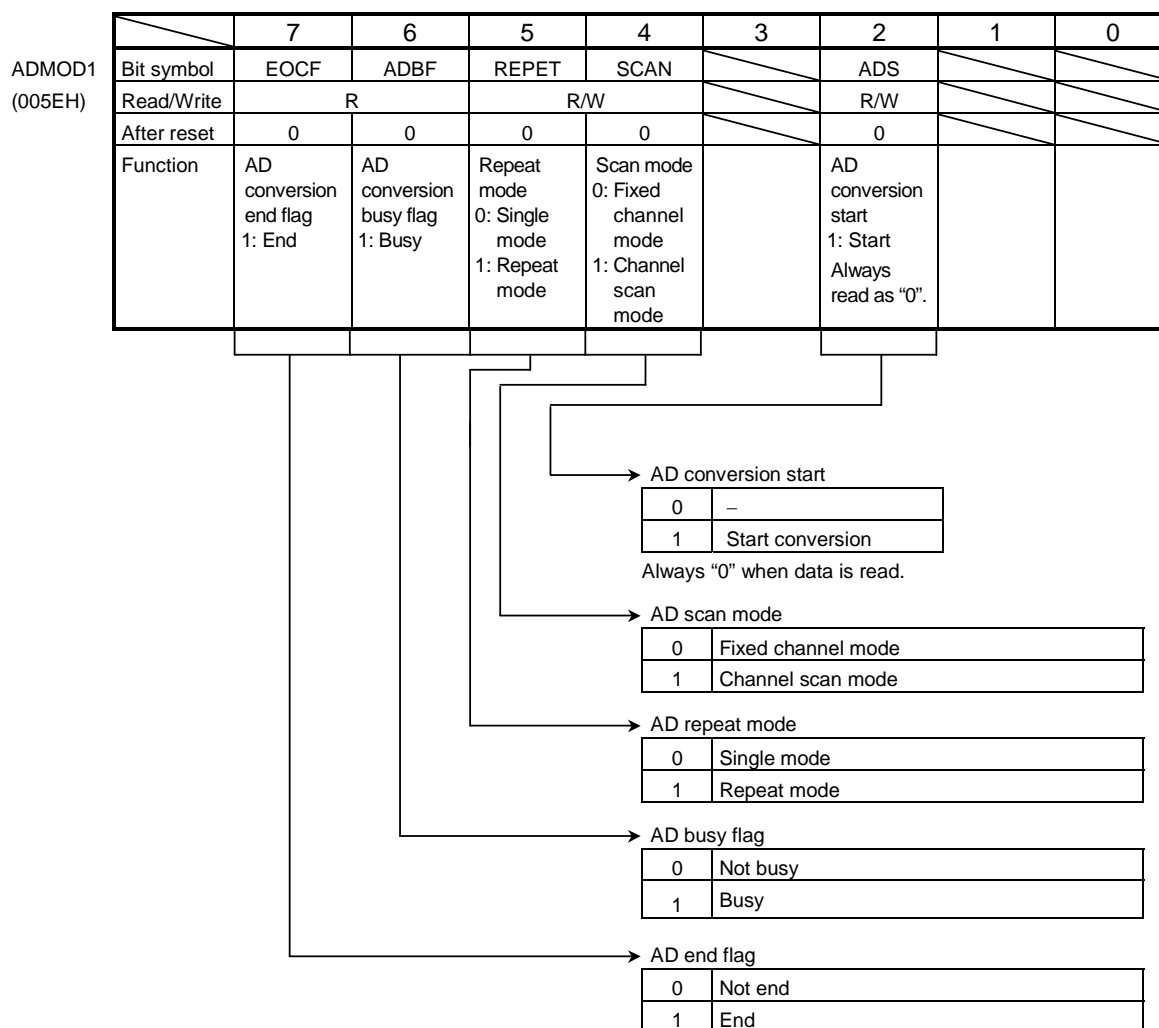 7 6 5 4 3 2 1 0
ADMOD1 Bit symbol EOCF ADBF REPET SCAN ADS
(005EH) Read/Write R R/W R/W
After reset 0 0 0 0 0
Function
AD
conversion
end flag
1: End
AD
conversion
busy flag
1: Busy
Repeat
mode
0: Single
mode
1: Repeat
mode
Scan mode
0: Fixed
channel
mode
1: Channel
scan
mode
AD
conversion
start
1: Start
Always
read as “0”.
AD conversion start
0 –
1 Start conversion
Always “0” when data is read.
AD scan mode
0 Fixed channel mode
1 Channel scan mode
AD repeat mode
0 Single mode
1 Repeat mode
AD busy flag
0 Not busy
1 Busy
AD end flag
0 Not end
1 End